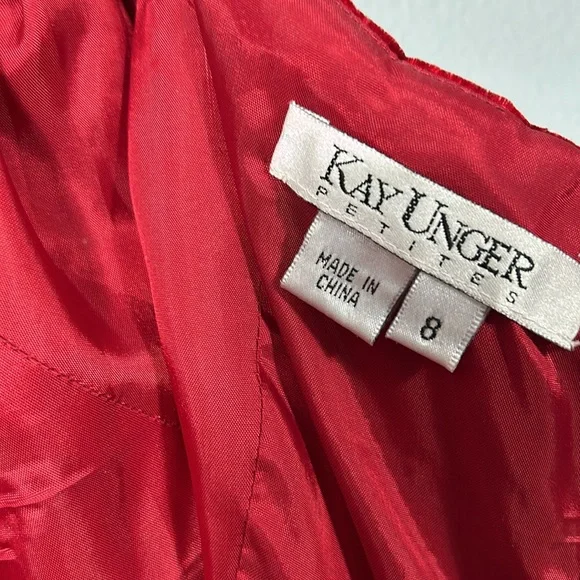 KAY UNGER
PETITES
MADE IN
CHINA
8